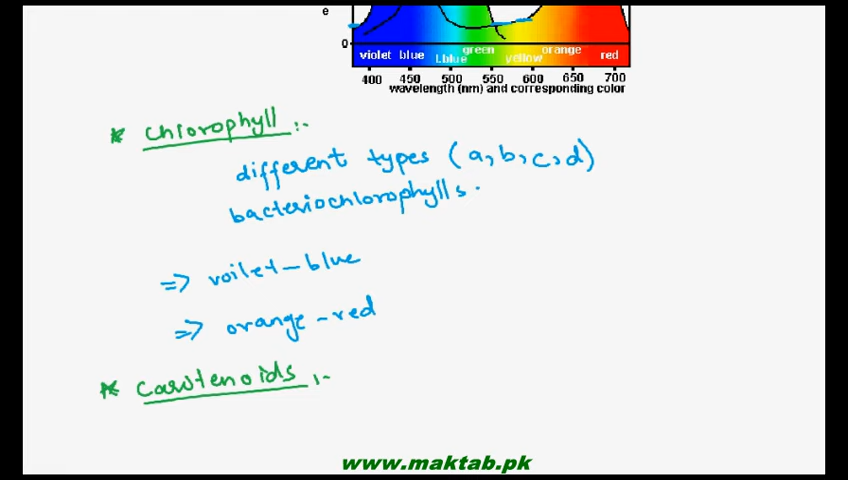 e
0
violet blue Lblue green yellow orange red
400 450 500 550 600 650 700
wavelength (nm) and corresponding color
* chlorophyll :-
different types (a, b, c, d)
bacteriochlorophylls.
=> voilet - blue
=> orange - red
* carotenoids :-
www.maktab.pk